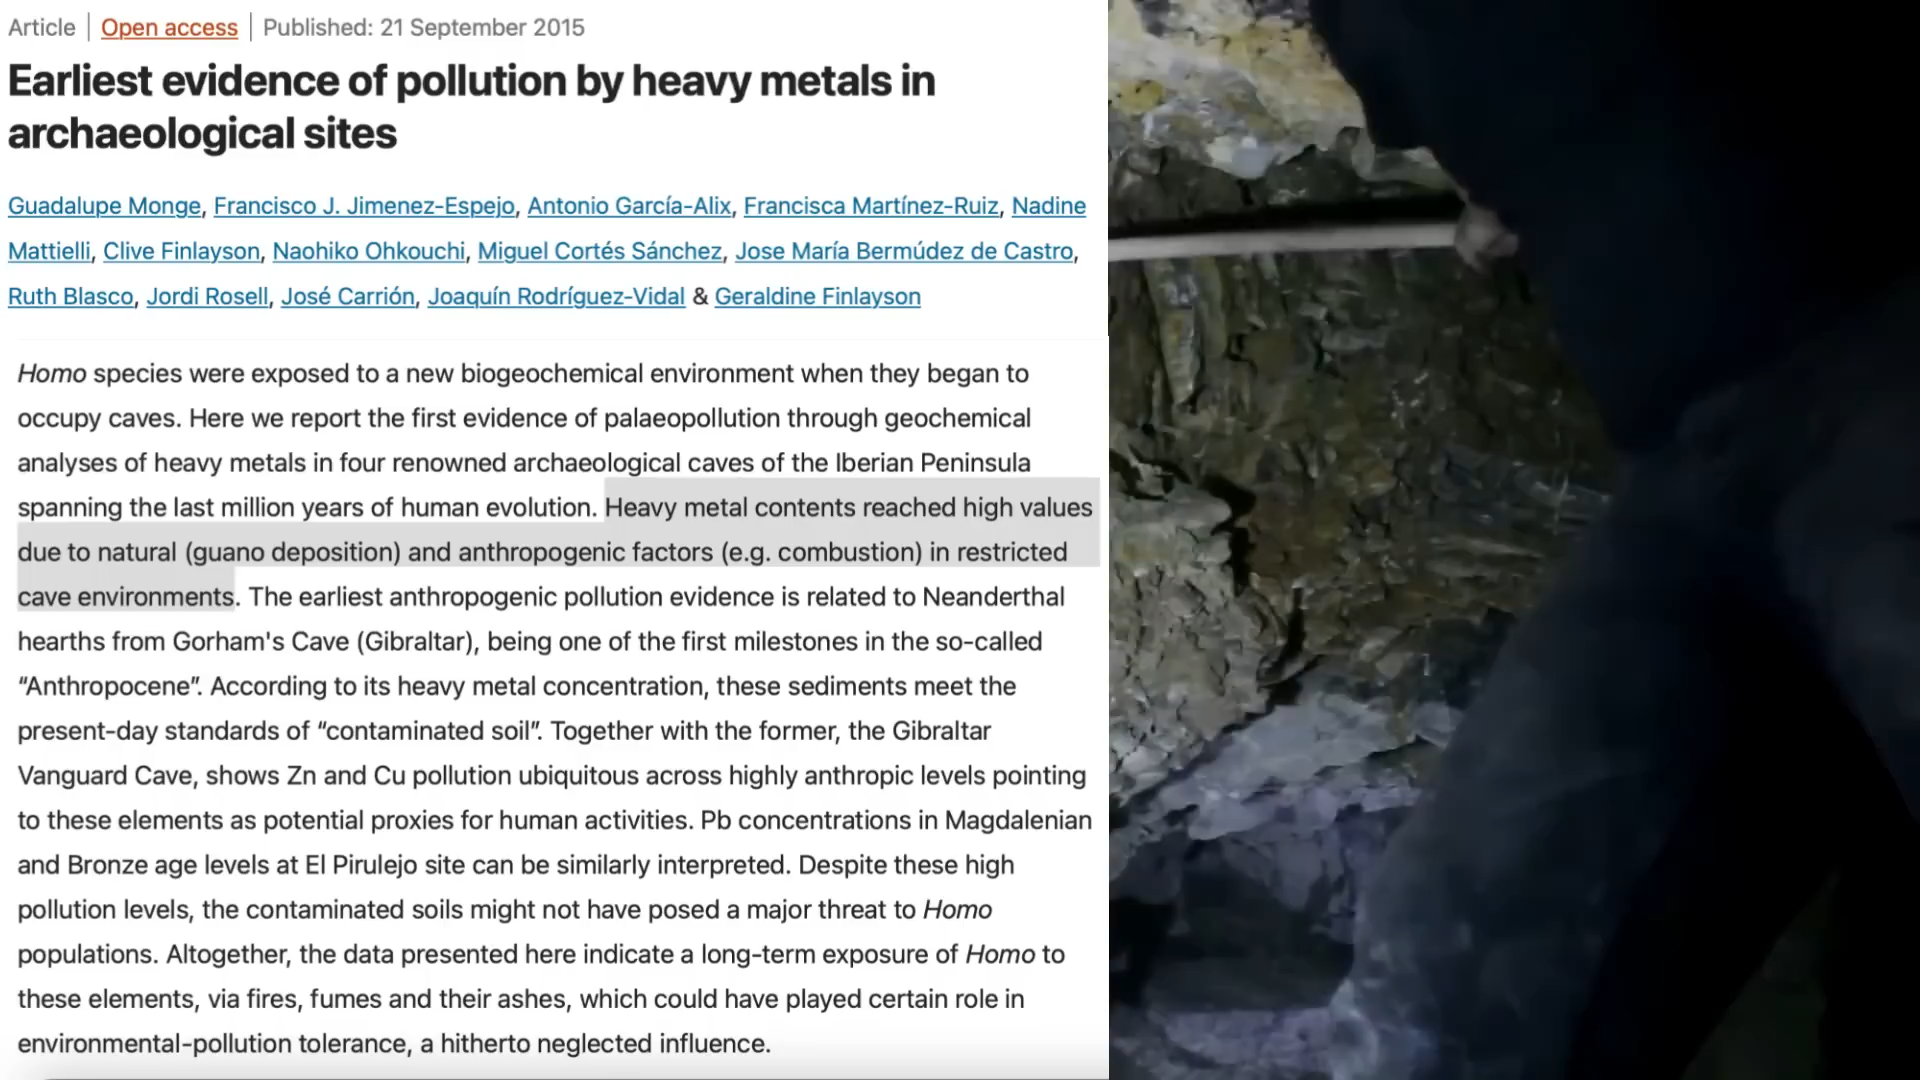 Article | Open access | Published: 21 September 2015
Earliest evidence of pollution by heavy metals in
archaeological sites
Guadalupe Monge, Francisco J. Jimenez-Espejo, Antonio García-Alix, Francisca Martínez-Ruiz, Nadine
Mattielli, Clive Finlayson, Naohiko Ohkouchi, Miguel Cortés Sánchez, Jose María Bermúdez de Castro,
Ruth Blasco, Jordi Rosell, José Carrión, Joaquín Rodríguez-Vidal & Geraldine Finlayson
Homo species were exposed to a new biogeochemical environment when they began to
occupy caves. Here we report the first evidence of palaeopollution through geochemical
analyses of heavy metals in four renowned archaeological caves of the Iberian Peninsula
spanning the last million years of human evolution. Heavy metal contents reached high values
due to natural (guano deposition) and anthropogenic factors (e.g. combustion) in restricted
cave environments. The earliest anthropogenic pollution evidence is related to Neanderthal
hearths from Gorham's Cave (Gibraltar), being one of the first milestones in the so-called
“Anthropocene”. According to its heavy metal concentration, these sediments meet the
present-day standards of “contaminated soil”. Together with the former, the Gibraltar
Vanguard Cave, shows Zn and Cu pollution ubiquitous across highly anthropic levels pointing
to these elements as potential proxies for human activities. Pb concentrations in Magdalenian
and Bronze age levels at El Pirulejo site can be similarly interpreted. Despite these high
pollution levels, the contaminated soils might not have posed a major threat to Homo
populations. Altogether, the data presented here indicate a long-term exposure of Homo to
these elements, via fires, fumes and their ashes, which could have played certain role in
environmental-pollution tolerance, a hitherto neglected influence.